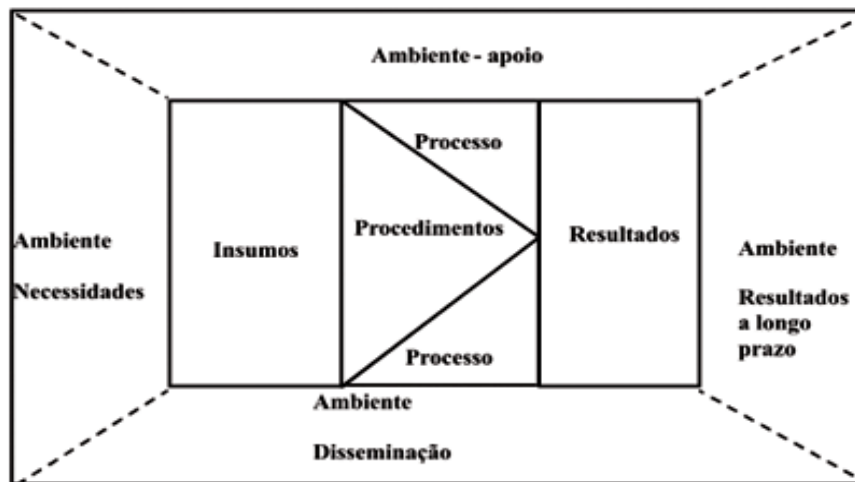 Ambiente - apoio
Processo
Ambiente
Necessidades
Insumos
Procedimentos
Resultados
Ambiente
Resultados
a longo
prazo
Processo
Ambiente
Disseminação